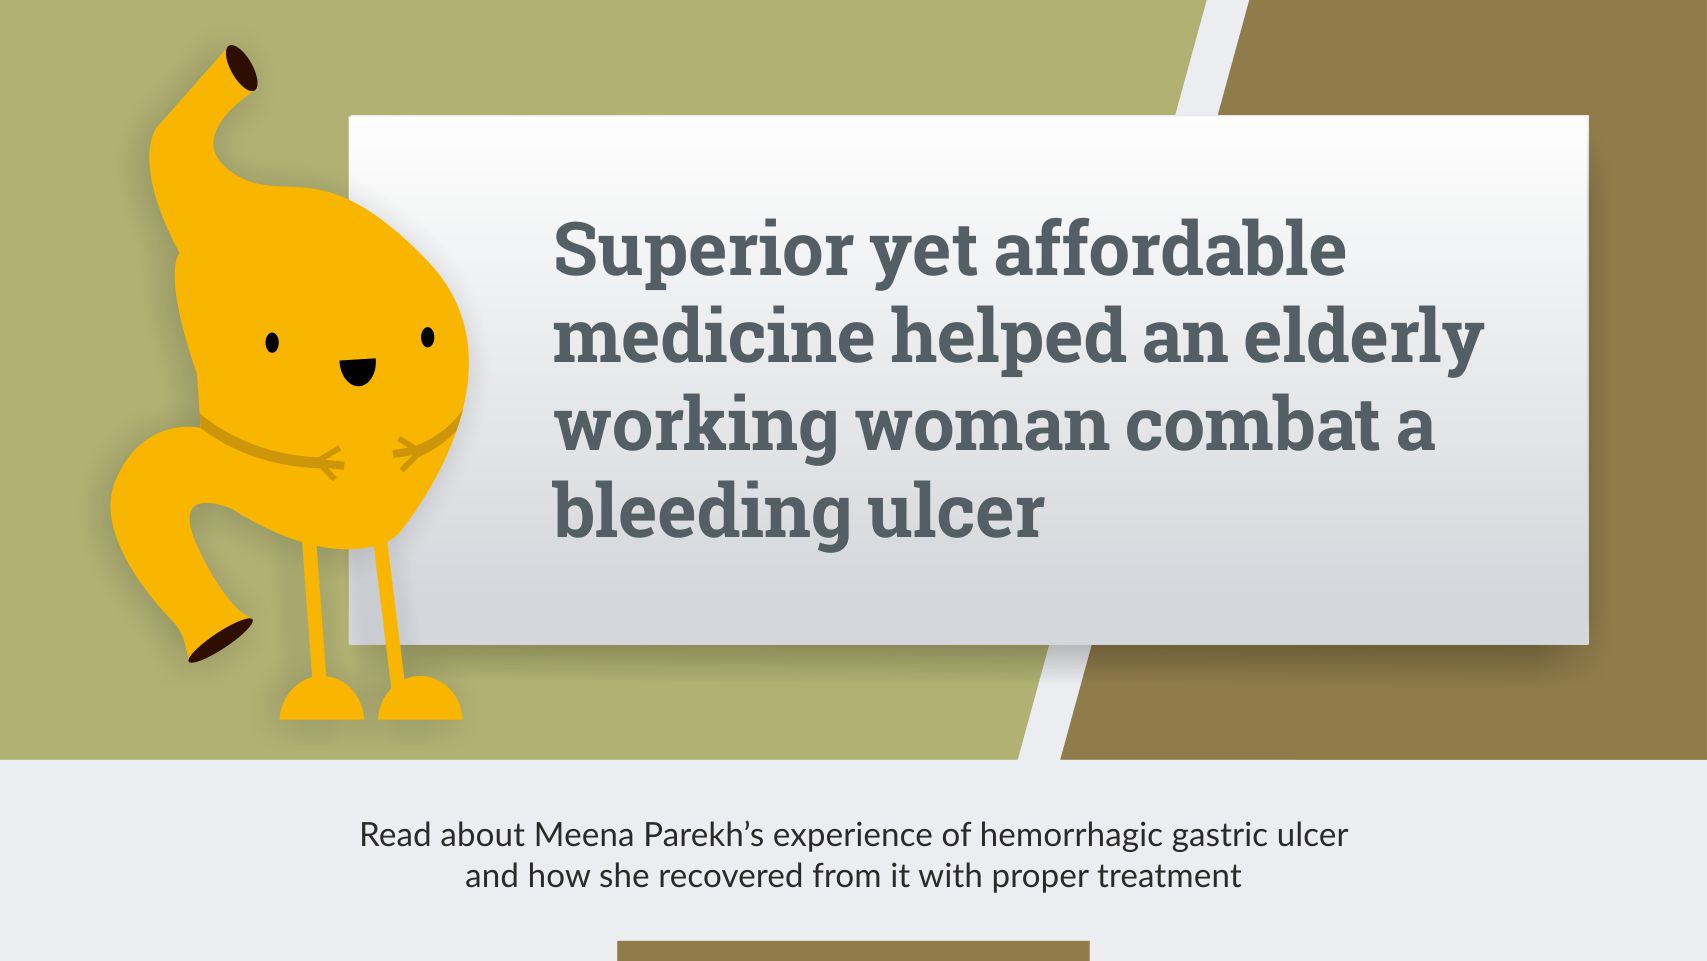 Superior yet affordable
medicine helped an elderly
working woman combat a
bleeding ulcer
Read about Meena Parekh’s experience of hemorrhagic gastric ulcer
and how she recovered from it with proper treatment